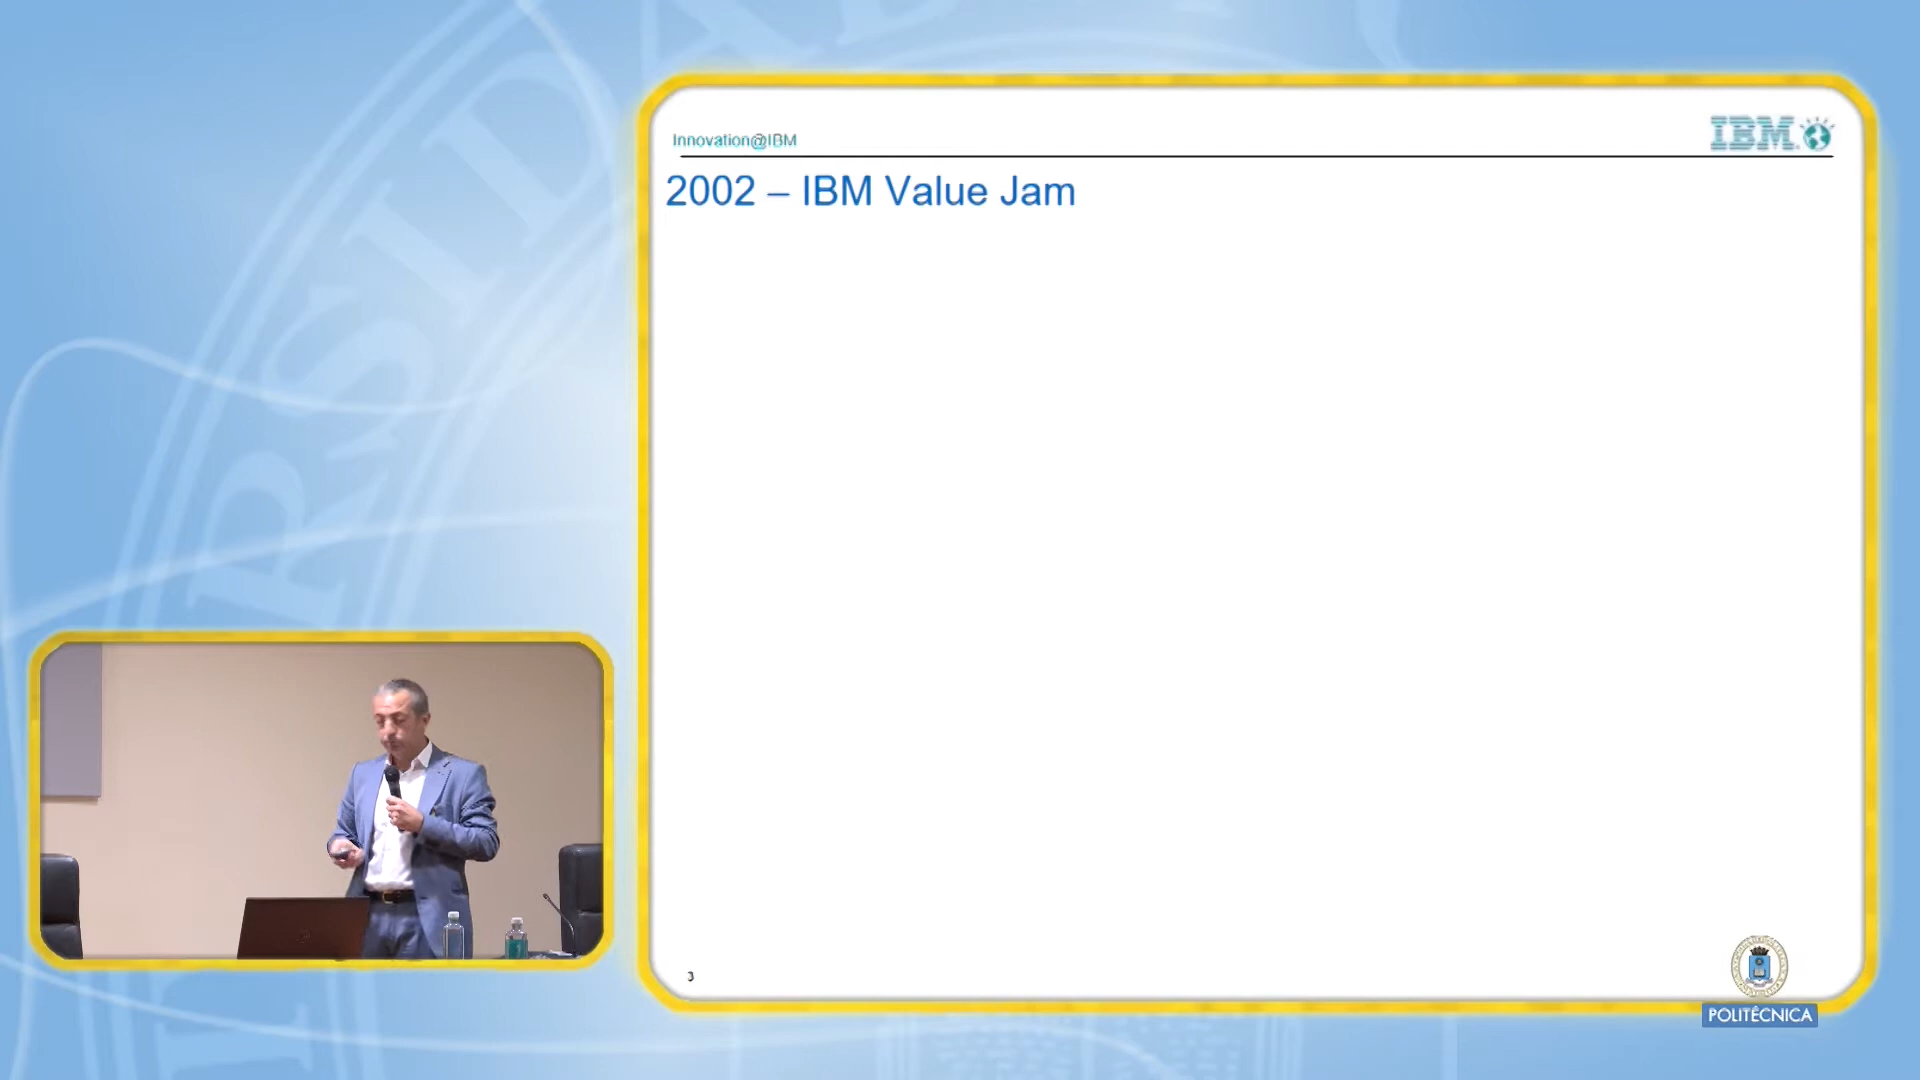 Innovation@IBM
IBM
2002 – IBM Value Jam
3
POLITÉCNICA